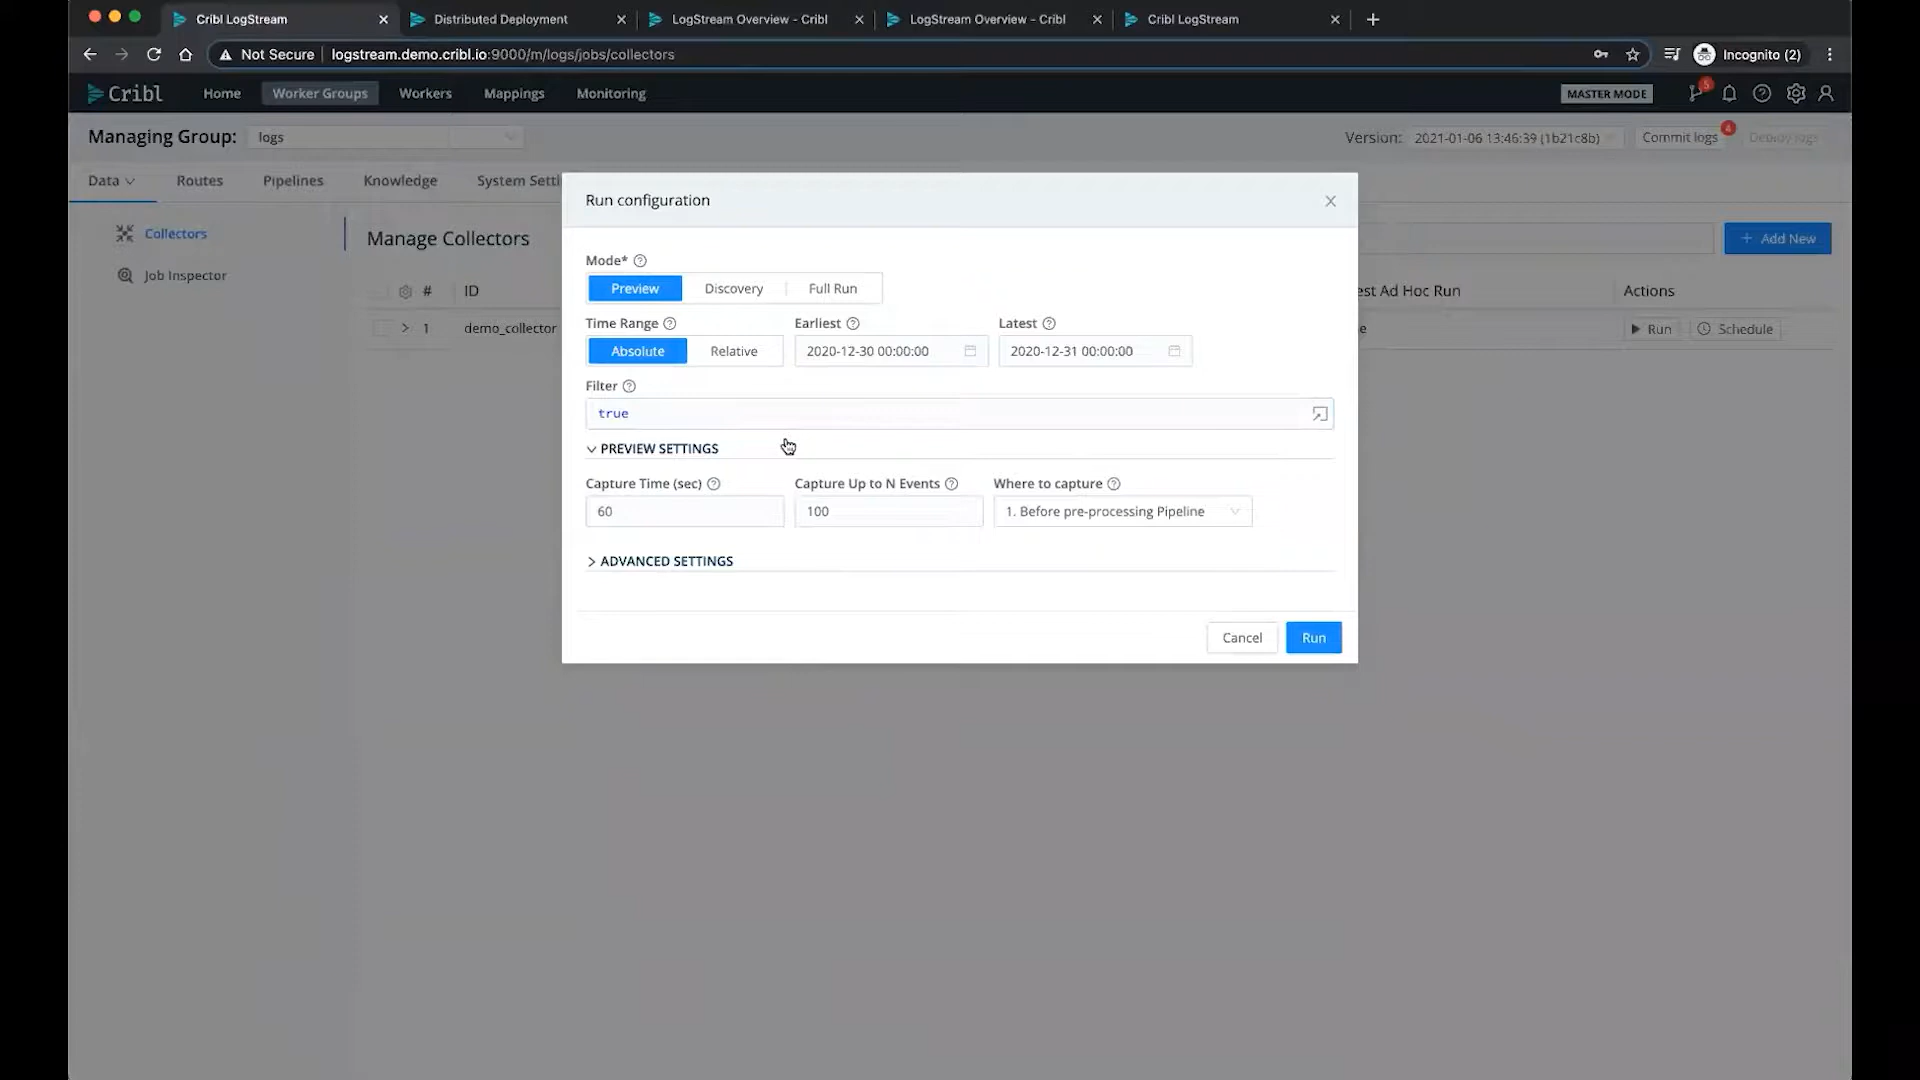 Cribl LogStream
Distributed Deployment
LogStream Overview - Cribl
LogStream Overview - Cribl
Cribl LogStream
Not Secure
logstream.demo.cribl.io:9000/m/logs/jobs/collectors
Incognito (2)
Cribl
Home
Worker Groups
Workers
Mappings
Monitoring
MASTER MODE
5
Managing Group:
logs
Version:
2021-01-06 13:46:39 (1b21c8b)
Commit logs
4
Deploy logs
Data
Routes
Pipelines
Knowledge
System Setti
Collectors
Job Inspector
Manage Collectors
+ Add New
#
ID
est Ad Hoc Run
Actions
1
demo_collector
e
Run
Schedule
Run configuration
Mode*
Preview
Discovery
Full Run
Time Range
Earliest
Latest
Absolute
Relative
2020-12-30 00:00:00
2020-12-31 00:00:00
Filter
true
PREVIEW SETTINGS
Capture Time (sec)
Capture Up to N Events
Where to capture
60
100
1. Before pre-processing Pipeline
ADVANCED SETTINGS
Cancel
Run